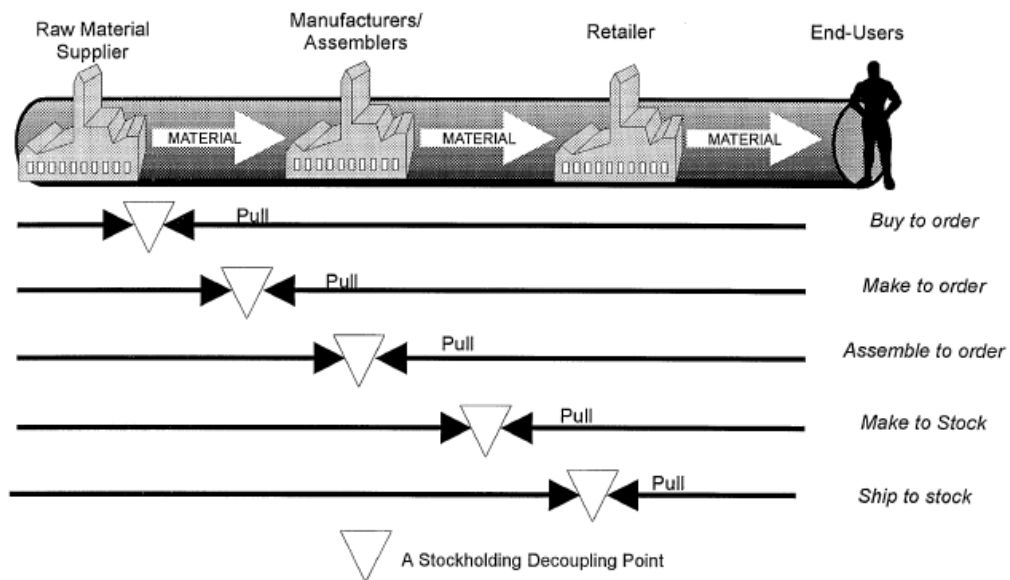 Raw Material
Supplier
Manufacturers/
Assemblers
Retailer
End-Users
MATERIAL
MATERIAL
MATERIAL
Pull
Buy to order
Pull
Make to order
Pull
Assemble to order
Pull
Make to Stock
Pull
Ship to stock
A Stockholding Decoupling Point